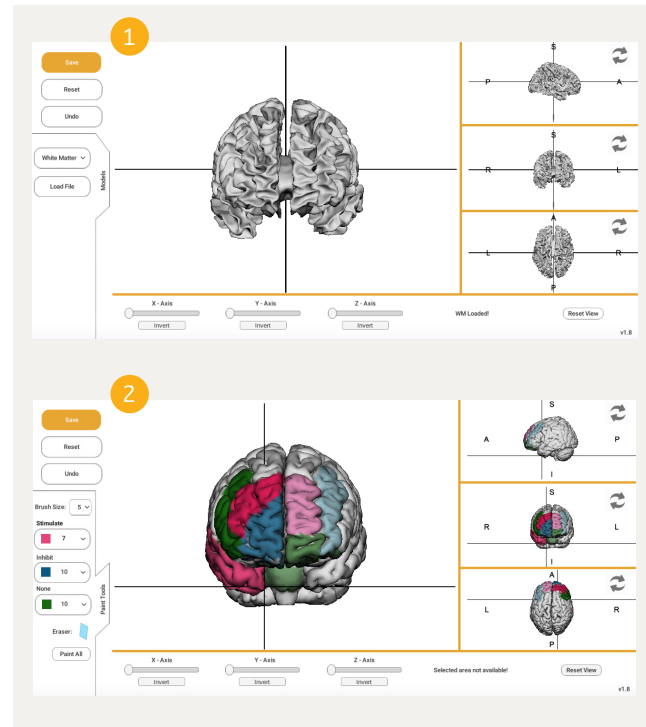 1
Save
Reset
Undo
White Matter
Load File
Models
S
P
A
I
S
R
L
I
A
L
R
P
X - Axis
Y - Axis
Z - Axis
Invert
Invert
Invert
WM Loaded!
Reset View
v1.8
2
Save
Reset
Undo
Brush Size: 5
Stimulate
7
Inhibit
10
None
10
Eraser:
Paint All
Paint Tools
S
A
P
I
S
R
L
I
A
L
R
P
X - Axis
Y - Axis
Z - Axis
Invert
Invert
Invert
Selected area not available!
Reset View
v1.8